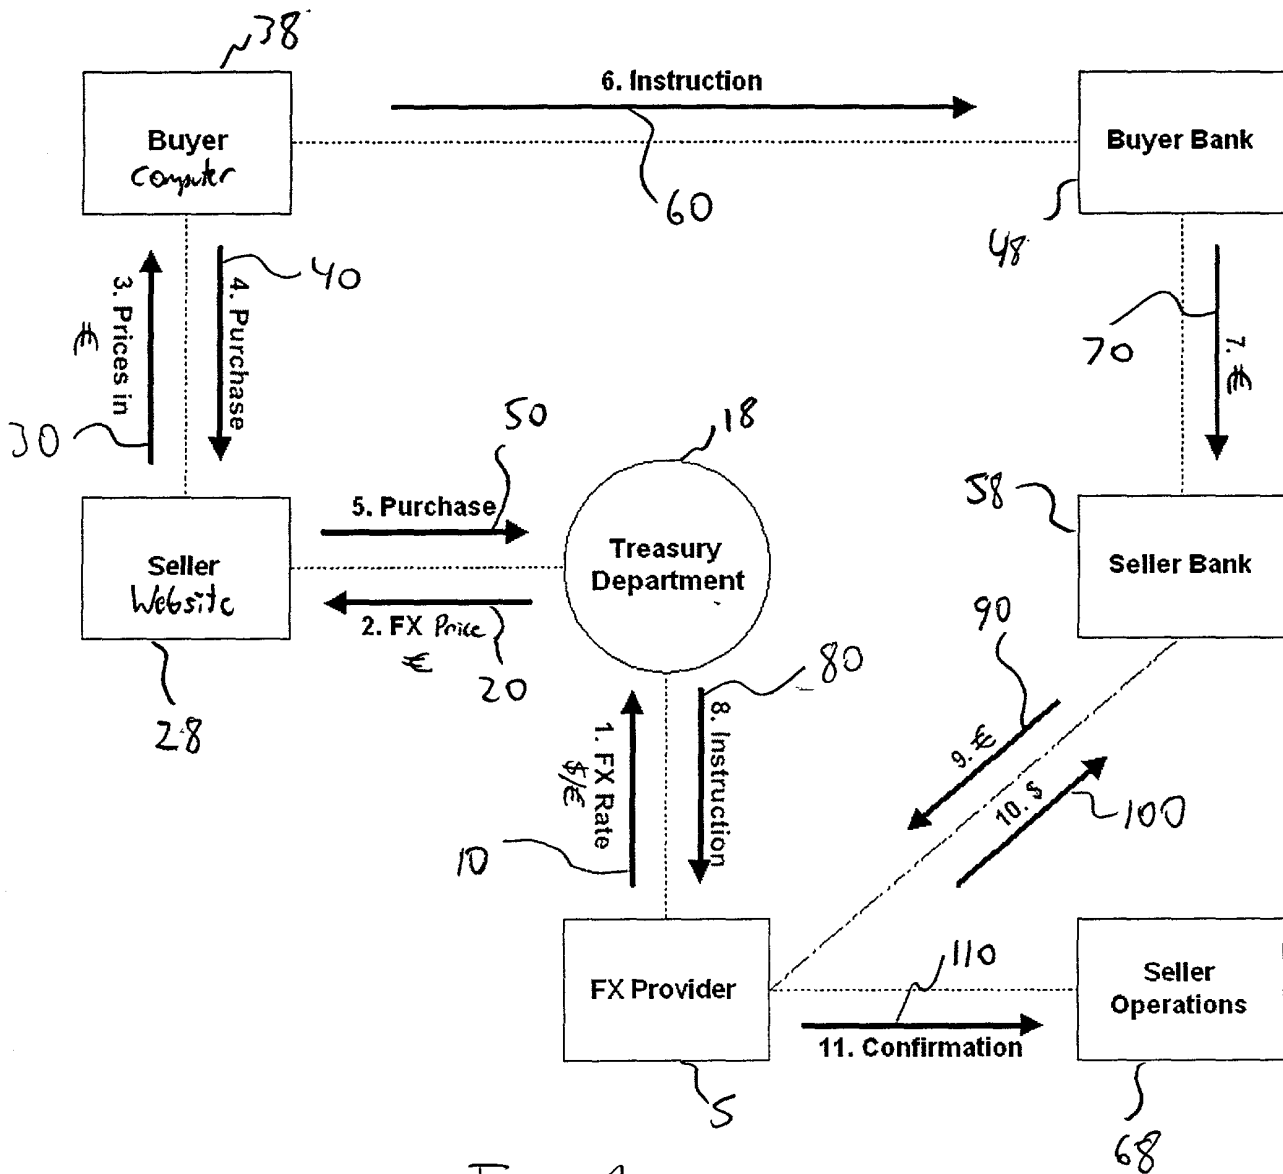 38
6. Instruction
Buyer
Computer
Buyer Bank
60
48
3. Prices in
€
4. Purchase
40
70
7. €
30
50
18
58
5. Purchase
Treasury
Department
Seller
Website
Seller Bank
2. FX Price
€
20
80
90
28
1. FX Rate
$/€
8. Instruction
9. €
10. $
100
10
110
FX Provider
Seller
Operations
11. Confirmation
5
68